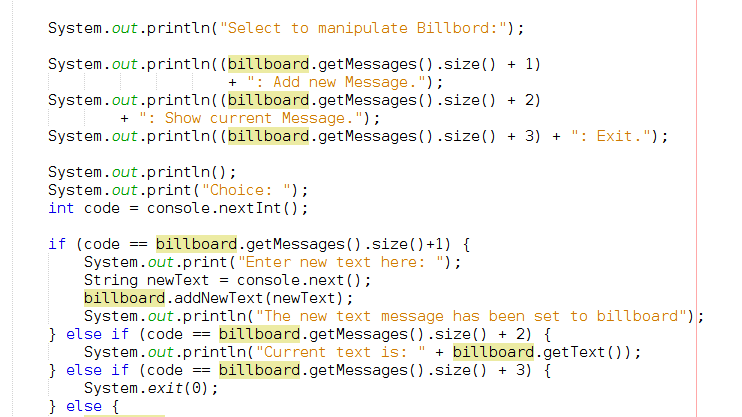 System.out.println("Select to manipulate Billbord:");
System.out.println((billboard.getMessages().size() + 1)
+ ": Add new Message.");
System.out.println((billboard.getMessages().size() + 2)
+ ": Show current Message.");
System.out.println((billboard.getMessages().size() + 3) + ": Exit.");
System.out.println();
System.out.print("Choice: ");
int code = console.nextInt();
if (code == billboard.getMessages().size()+1) {
System.out.print("Enter new text here: ");
String newText = console.next();
billboard.addNewText(newText);
System.out.println("The new text message has been set to billboard");
} else if (code == billboard.getMessages().size() + 2) {
System.out.println("Current text is: " + billboard.getText());
} else if (code == billboard.getMessages().size() + 3) {
System.exit(0);
} else {